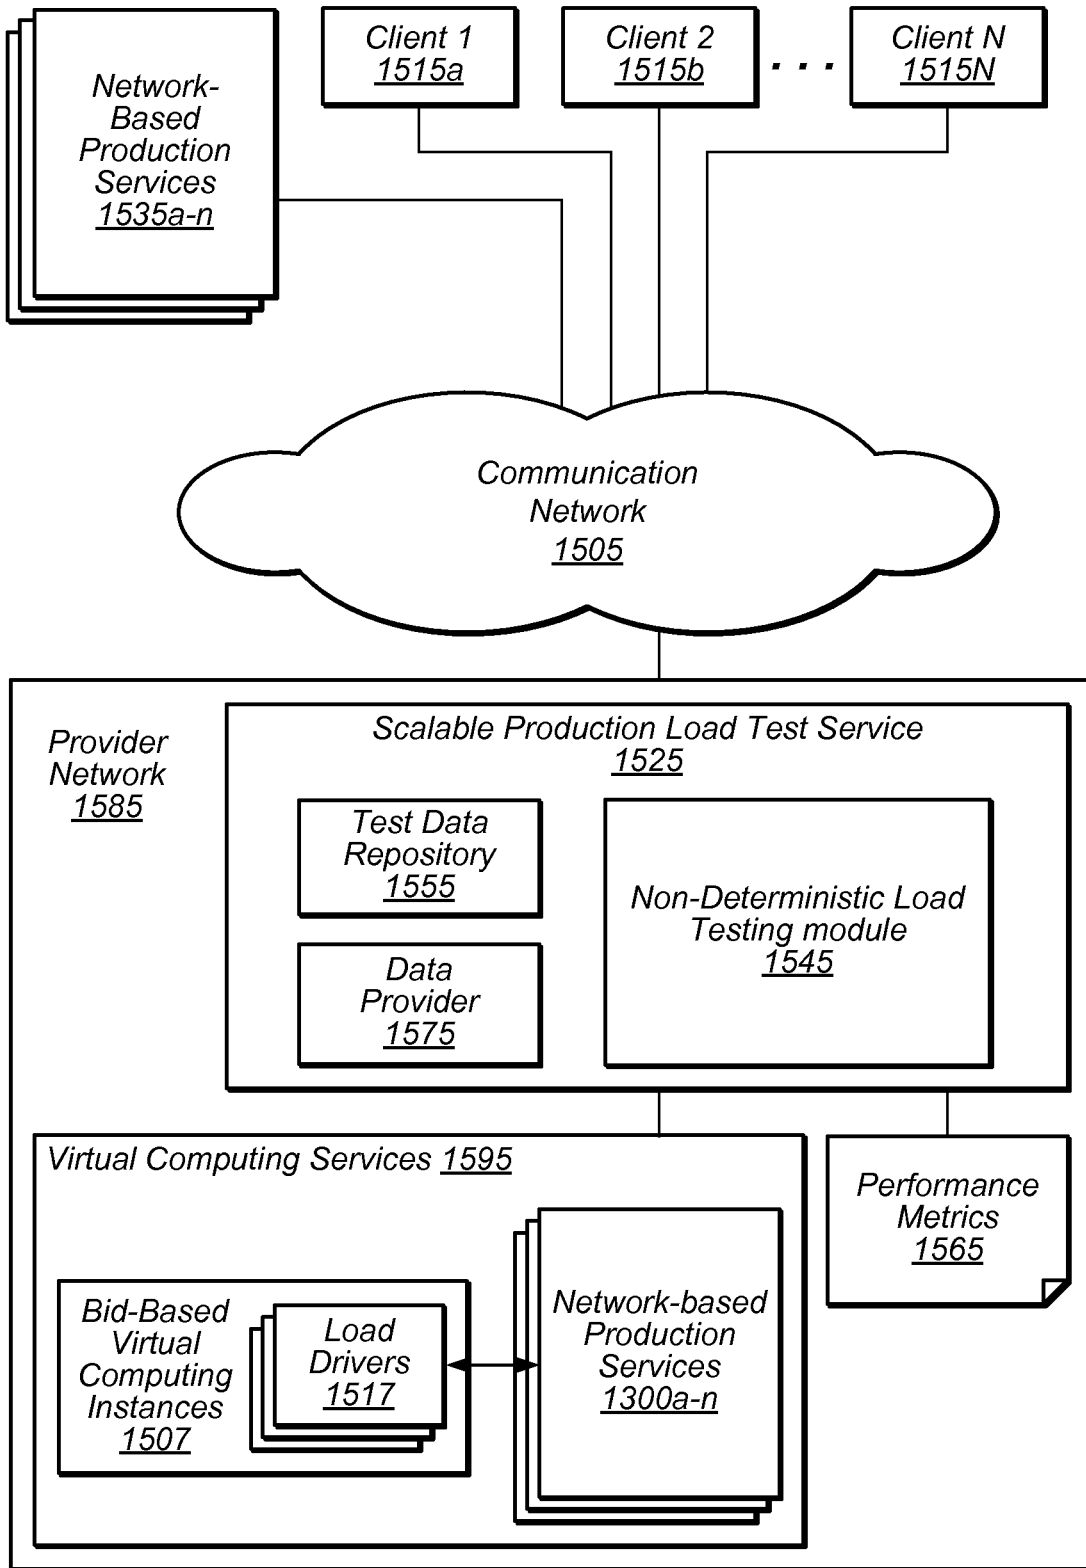 Network-
Based
Production
Services
1535a-n
Client 1
1515a
Client 2
1515b
. . .
Client N
1515N
Communication
Network
1505
Provider
Network
1585
Scalable Production Load Test Service
1525
Test Data
Repository
1555
Data
Provider
1575
Non-Deterministic Load
Testing module
1545
Virtual Computing Services 1595
Bid-Based
Virtual
Computing
Instances
1507
Load
Drivers
1517
Network-based
Production
Services
1300a-n
Performance
Metrics
1565